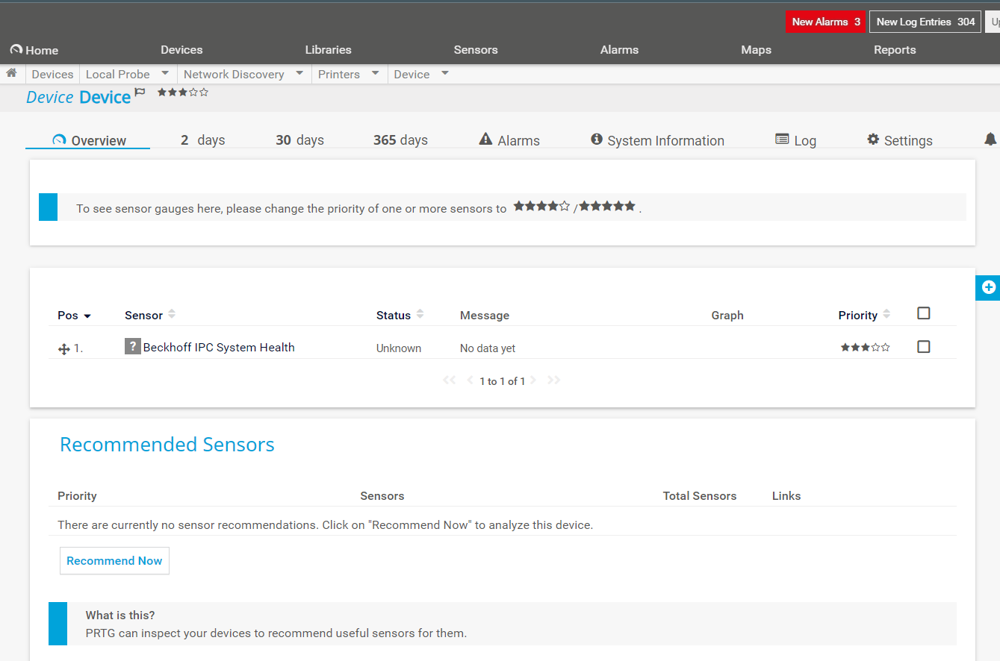 New Alarms 3 New Log Entries 304 Up
Home Devices Libraries Sensors Alarms Maps Reports
Devices Local Probe Network Discovery Printers Device
Device Device
Overview 2 days 30 days 365 days Alarms System Information Log Settings
To see sensor gauges here, please change the priority of one or more sensors to ★★★★☆ /★★★★★ .
Pos Sensor Status Message Graph Priority
1. ? Beckhoff IPC System Health Unknown No data yet
1 to 1 of 1
Recommended Sensors
Priority Sensors Total Sensors Links
There are currently no sensor recommendations. Click on "Recommend Now" to analyze this device.
Recommend Now
What is this?
PRTG can inspect your devices to recommend useful sensors for them.